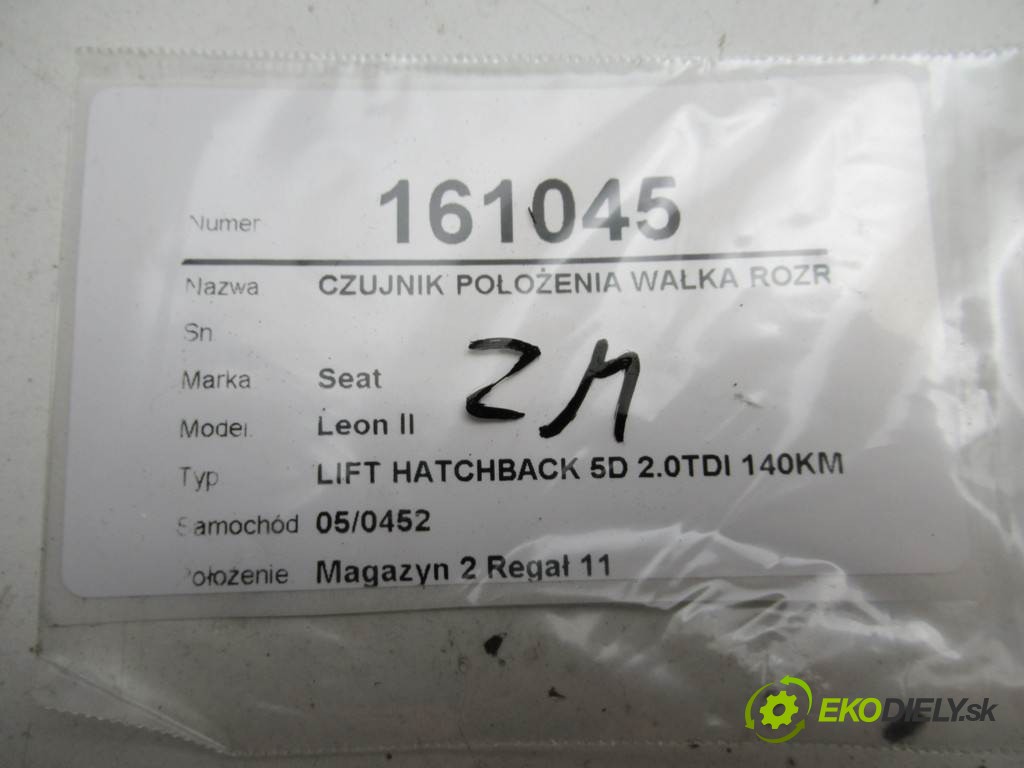 Numer 161045
Nazwa CZUJNIK POŁOŻENIA WAŁKA ROZR
Sn
Marka Seat
Model Leon II
Typ LIFT HATCHBACK 5D 2.0TDI 140KM
Samochód 05/0452
Położenie Magazyn 2 Regał 11
EKODIELY.sk